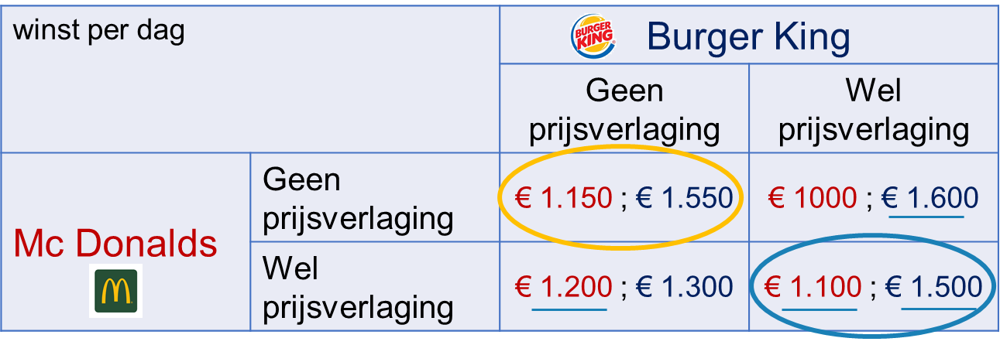 winst per dag
BURGER
KING
Burger King
Geen
prijsverlaging
Wel
prijsverlaging
Mc Donalds
Geen
prijsverlaging
€ 1.150 ; € 1.550
€ 1000 ; € 1.600
Wel
prijsverlaging
€ 1.200 ; € 1.300
€ 1.100 ; € 1.500